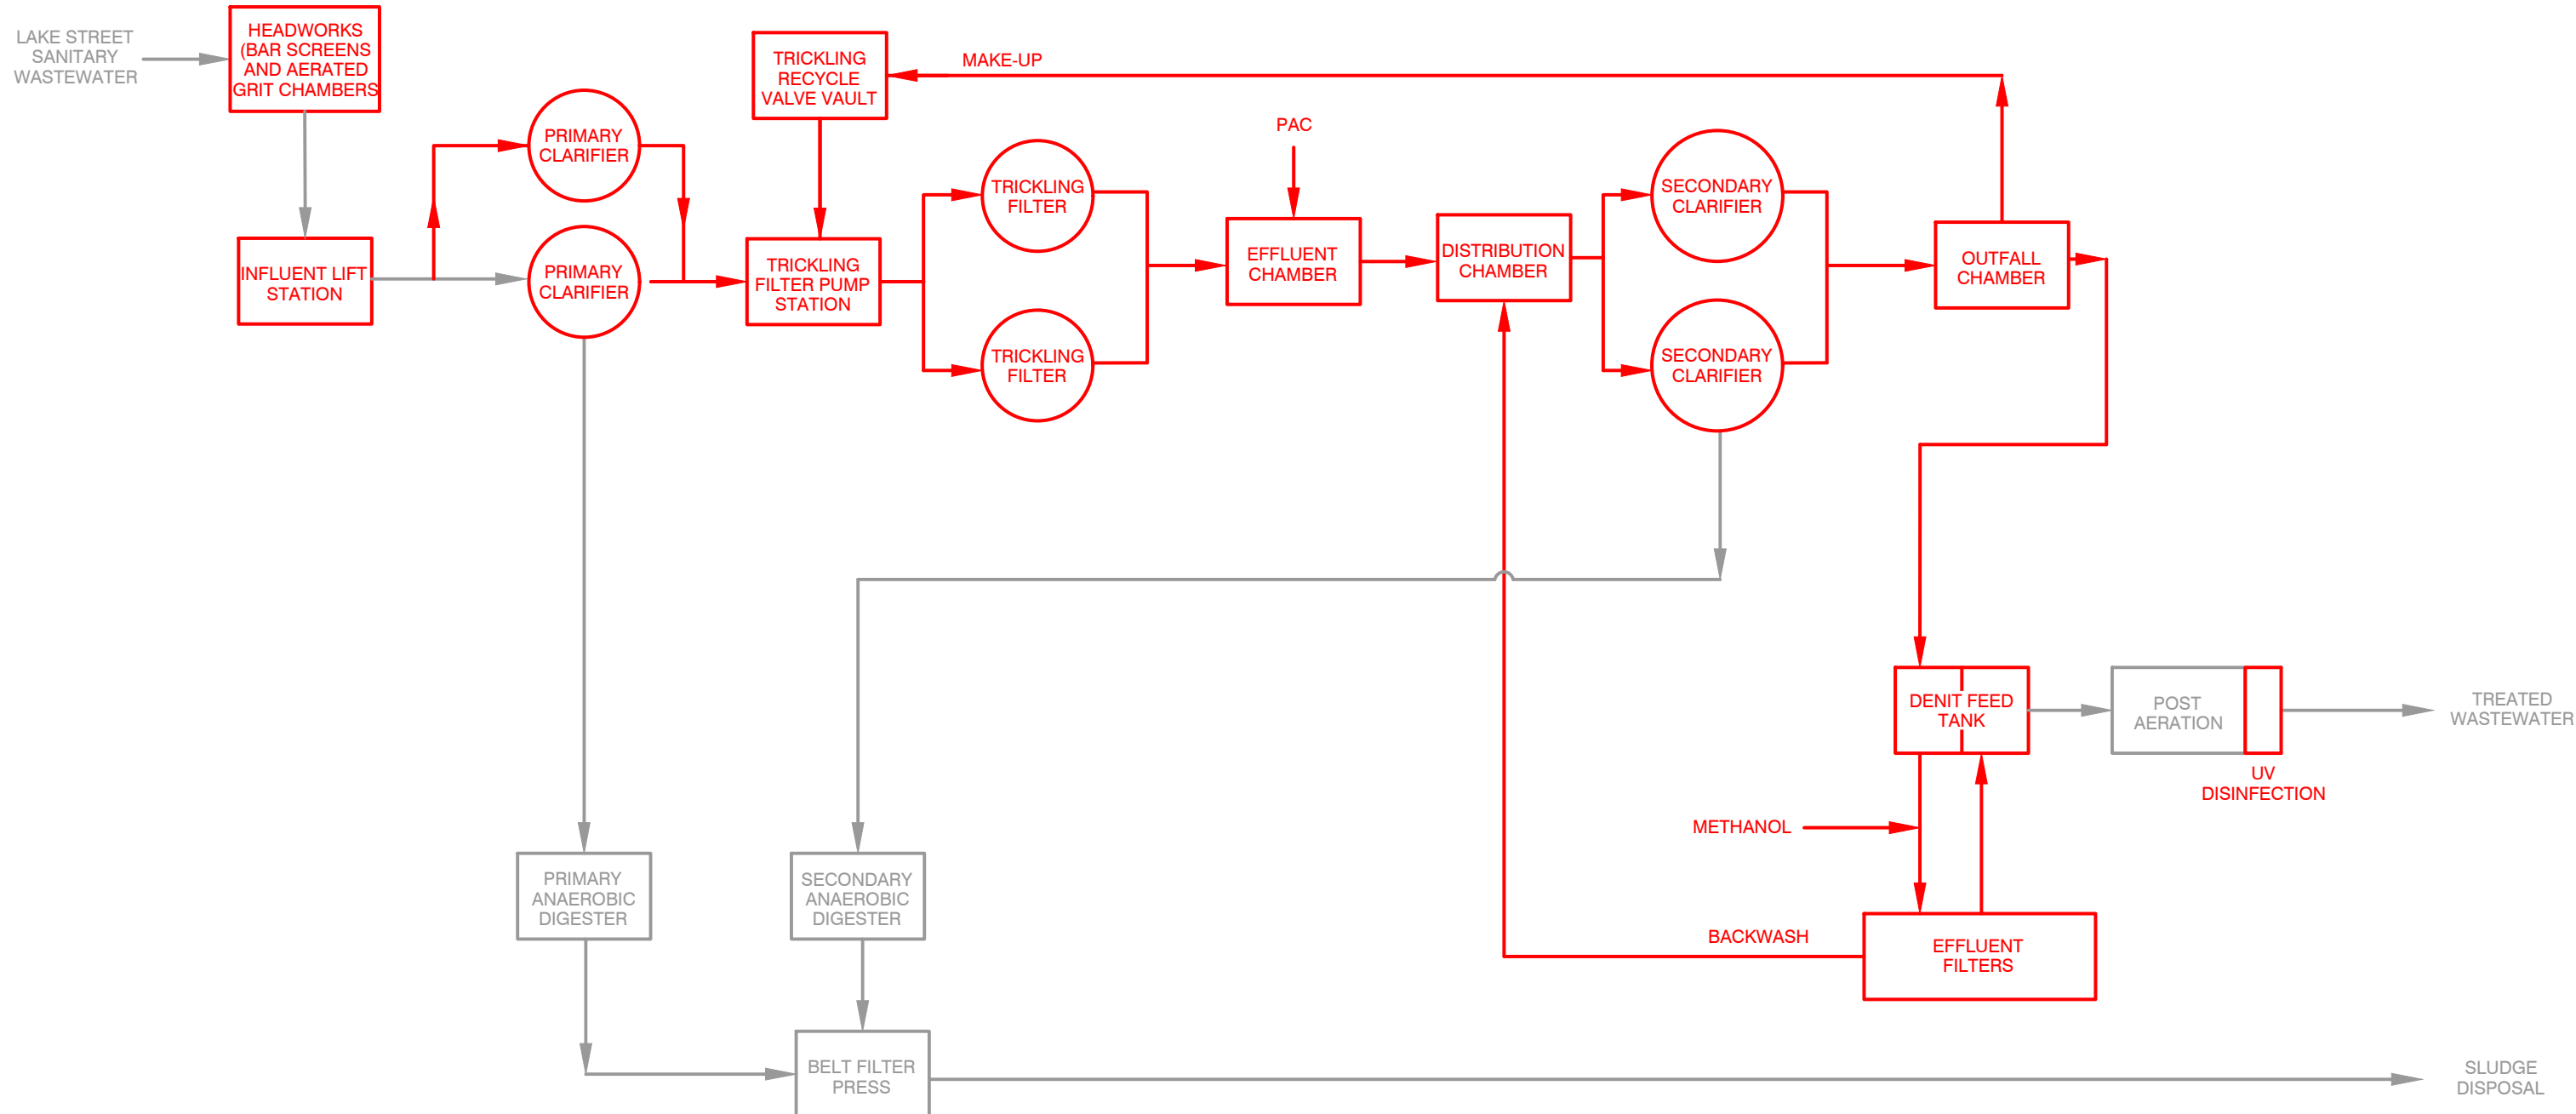 LAKE STREET
SANITARY
WASTEWATER
HEADWORKS
(BAR SCREENS
AND AERATED
GRIT CHAMBERS
INFLUENT LIFT
STATION
PRIMARY
CLARIFIER
PRIMARY
CLARIFIER
TRICKLING
RECYCLE
VALVE VAULT
MAKE-UP
TRICKLING
FILTER PUMP
STATION
TRICKLING
FILTER
TRICKLING
FILTER
PAC
EFFLUENT
CHAMBER
DISTRIBUTION
CHAMBER
SECONDARY
CLARIFIER
SECONDARY
CLARIFIER
OUTFALL
CHAMBER
DENIT FEED
TANK
POST
AERATION
UV
DISINFECTION
TREATED
WASTEWATER
METHANOL
BACKWASH
EFFLUENT
FILTERS
PRIMARY
ANAEROBIC
DIGESTER
SECONDARY
ANAEROBIC
DIGESTER
BELT FILTER
PRESS
SLUDGE
DISPOSAL